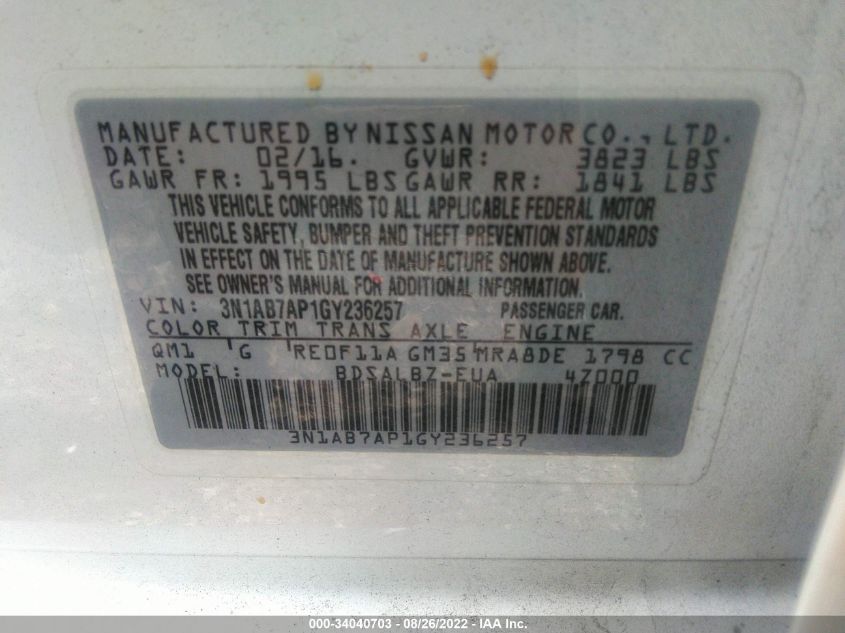 MANUFACTURED BY NISSAN MOTOR CO., LTD.
DATE: 02/16. GVWR: 3823 LBS
GAWR FR: 1995 LBS GAWR RR: 1841 LBS
THIS VEHICLE CONFORMS TO ALL APPLICABLE FEDERAL MOTOR
VEHICLE SAFETY, BUMPER AND THEFT PREVENTION STANDARDS
IN EFFECT ON THE DATE OF MANUFACTURE SHOWN ABOVE.
SEE OWNER'S MANUAL FOR ADDITIONAL INFORMATION.
VIN: 3N1AB7AP1GY236257 PASSENGER CAR.
COLOR TRIM TRANS AXLE ENGINE
QM1 G RE0F11A GM35 MRA8DE 1798 CC
MODEL: BDSALBZ-EUA 4Z000
3N1AB7AP1GY236257
000-34040703 - 08/26/2022 - IAAI.com